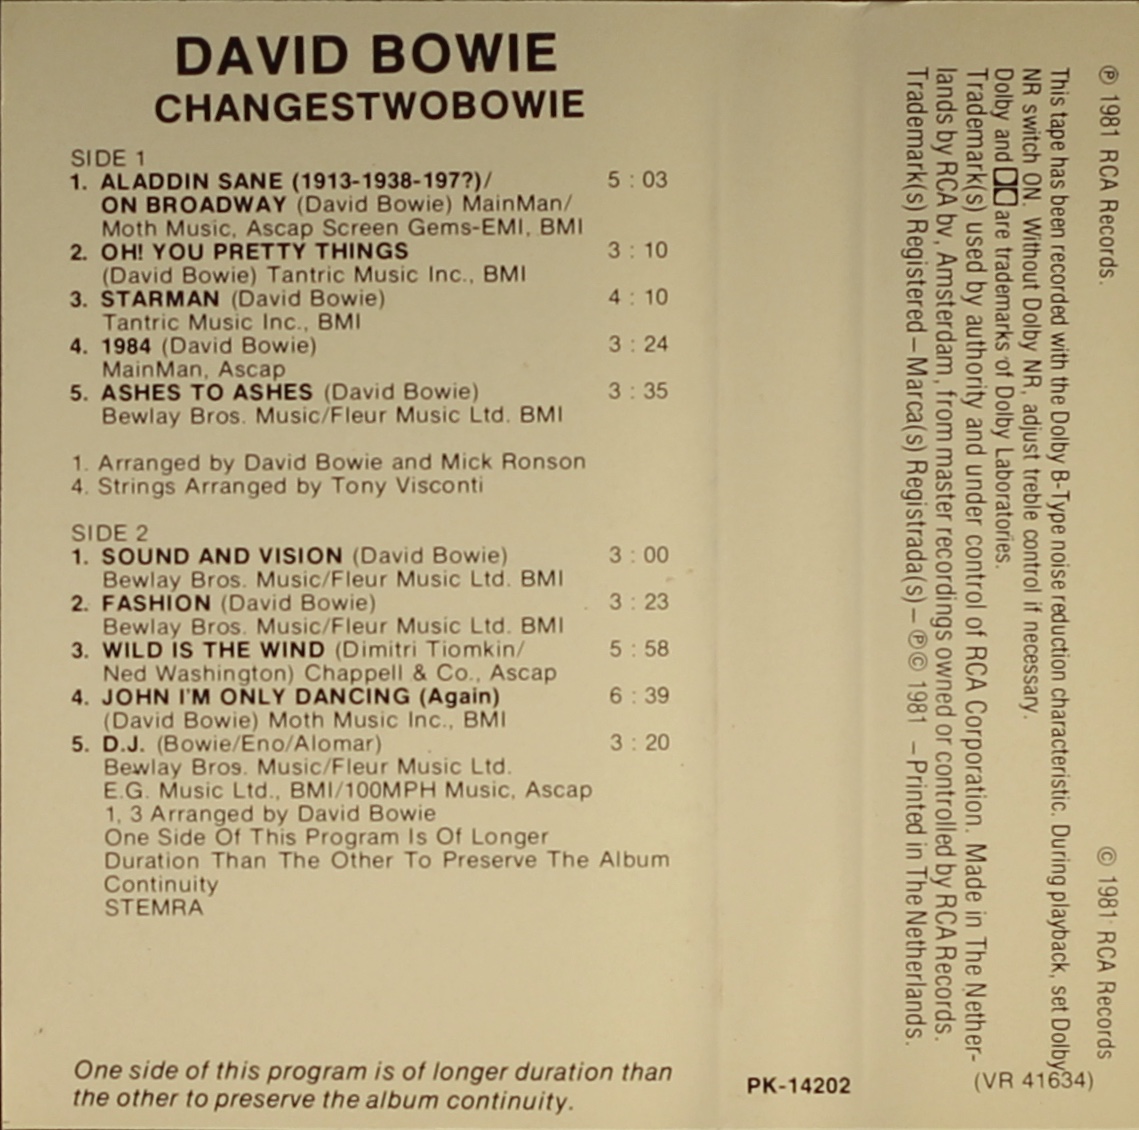 DAVID BOWIE
CHANGESTWOBOWIE
SIDE 1
1. ALADDIN SANE (1913-1938-197?)/ 5 : 03
ON BROADWAY (David Bowie) MainMan/
Moth Music, Ascap Screen Gems-EMI, BMI
2. OH! YOU PRETTY THINGS 3 : 10
(David Bowie) Tantric Music Inc., BMI
3. STARMAN (David Bowie) 4 : 10
Tantric Music Inc., BMI
4. 1984 (David Bowie) 3 : 24
MainMan, Ascap
5. ASHES TO ASHES (David Bowie) 3 : 35
Bewlay Bros. Music/Fleur Music Ltd. BMI
1. Arranged by David Bowie and Mick Ronson
4. Strings Arranged by Tony Visconti
SIDE 2
1. SOUND AND VISION (David Bowie) 3 : 00
Bewlay Bros. Music/Fleur Music Ltd. BMI
2. FASHION (David Bowie) 3 : 23
Bewlay Bros. Music/Fleur Music Ltd. BMI
3. WILD IS THE WIND (Dimitri Tiomkin/ 5 : 58
Ned Washington) Chappell & Co., Ascap
4. JOHN I'M ONLY DANCING (Again) 6 : 39
(David Bowie) Moth Music Inc., BMI
5. D.J. (Bowie/Eno/Alomar) 3 : 20
Bewlay Bros. Music/Fleur Music Ltd.
E.G. Music Ltd., BMI/100MPH Music, Ascap
1, 3 Arranged by David Bowie
One Side Of This Program Is Of Longer
Duration Than The Other To Preserve The Album
Continuity
STEMRA
One side of this program is of longer duration than
the other to preserve the album continuity.
PK-14202
℗ 1981 RCA Records. © 1981 RCA Records
This tape has been recorded with the Dolby B-Type noise reduction characteristic. During playback, set Dolby
NR switch ON. Without Dolby NR, adjust treble control if necessary.
Dolby and are trademarks of Dolby Laboratories.
Trademark(s) used by authority and under control of RCA Corporation. Made in The Nether-
lands by RCA bv, Amsterdam, from master recordings owned or controlled by RCA Records.
Trademark(s) Registered – Marca(s) Registrada(s) – ℗ © 1981 – Printed in The Netherlands.
(VR 41634)